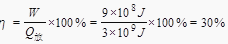 η = W/Q放 ×100% = 9×10⁸J/3×10⁹J ×100% = 30%